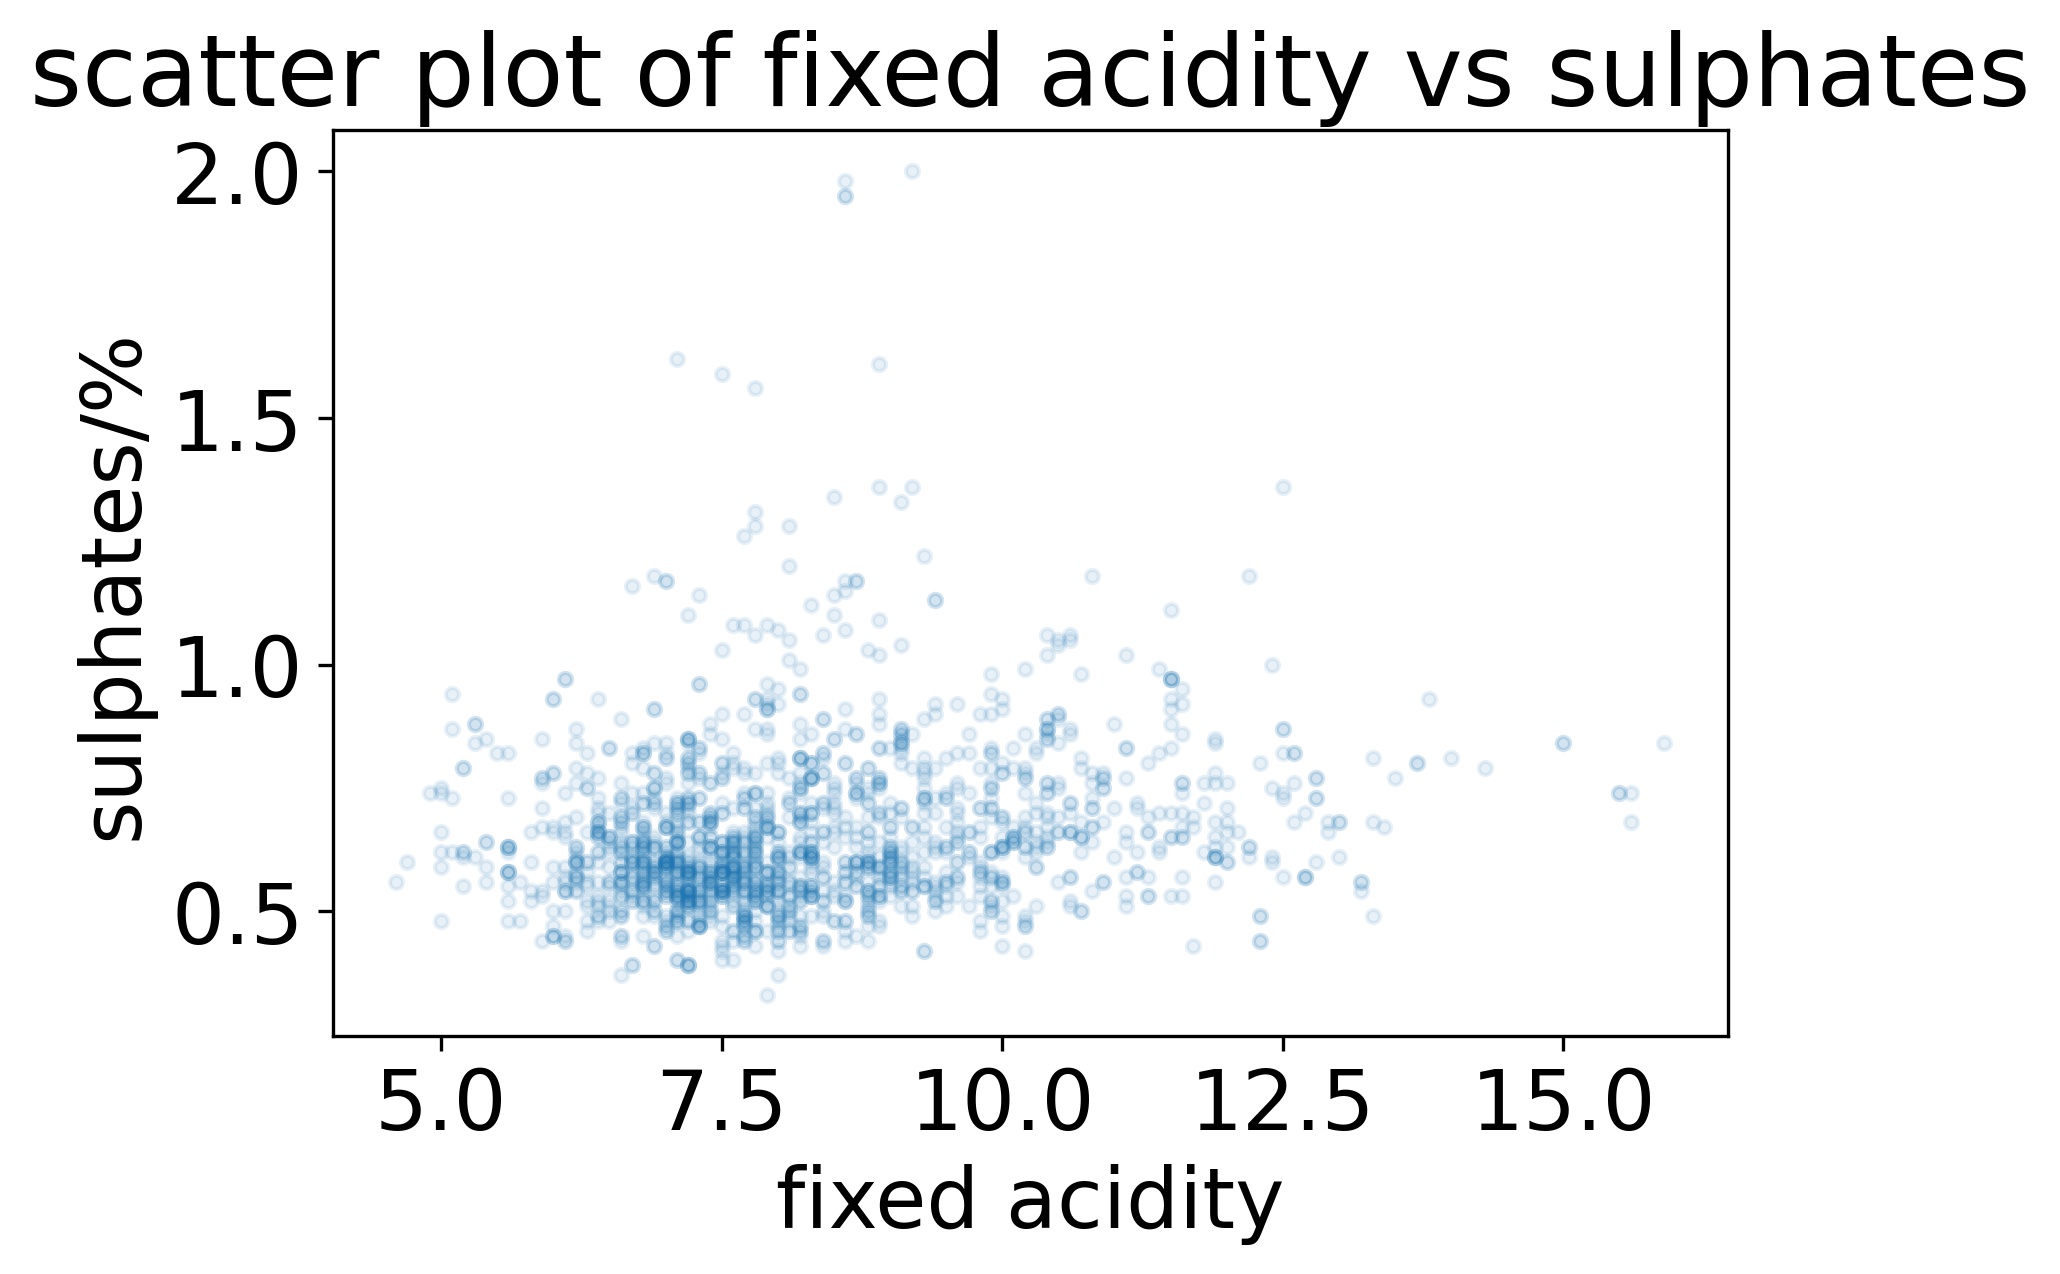 scatter plot of fixed acidity vs sulphates
2.0
1.5
1.0
0.5
sulphates/%
5.0 7.5 10.0 12.5 15.0
fixed acidity